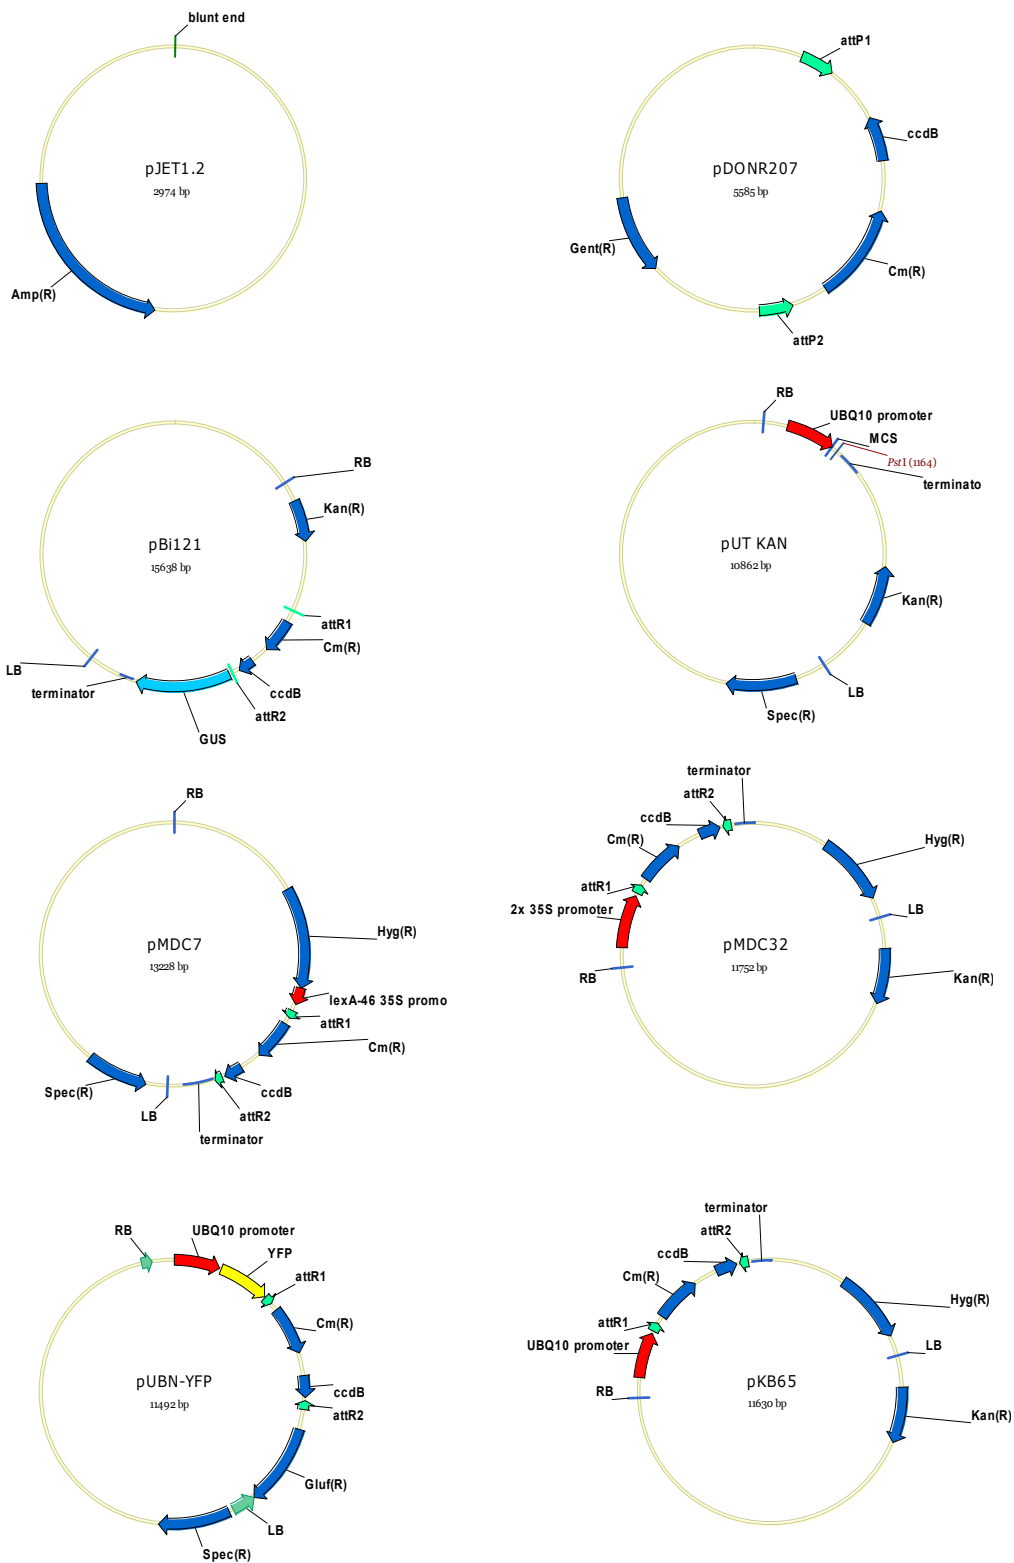 blunt end
pJET1.2
2974 bp
Amp(R)
attP1
ccdB
pDONR207
5585 bp
Gent(R)
Cm(R)
attP2
RB
Kan(R)
pBi121
15638 bp
attR1
Cm(R)
LB
terminator
ccdB
attR2
GUS
RB
UBQ10 promoter
MCS
PstI (1164)
terminato
pUT KAN
10862 bp
Kan(R)
LB
Spec(R)
RB
Hyg(R)
pMDC7
13228 bp
lexA-46 35S promo
attR1
Cm(R)
Spec(R)
ccdB
LB
attR2
terminator
terminator
attR2
ccdB
Cm(R)
Hyg(R)
attR1
2x 35S promoter
LB
pMDC32
11752 bp
RB
Kan(R)
RB
UBQ10 promoter
YFP
attR1
Cm(R)
pUBN-YFP
11492 bp
ccdB
attR2
Gluf(R)
LB
Spec(R)
terminator
attR2
ccdB
Cm(R)
Hyg(R)
attR1
UBQ10 promoter
LB
pKB65
11630 bp
RB
Kan(R)